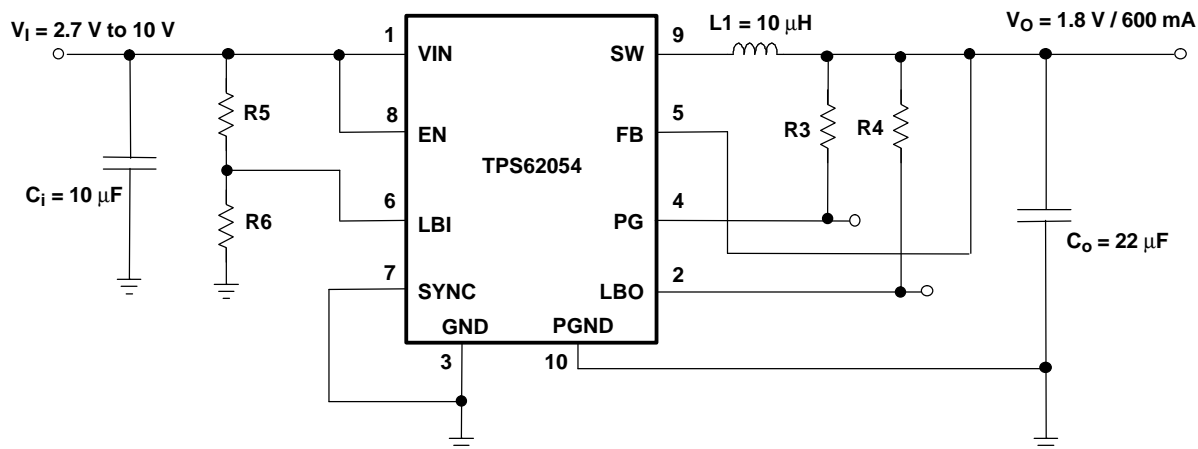 V_I = 2.7 V to 10 V
L1 = 10 μH
V_O = 1.8 V / 600 mA
1
VIN
SW
9
R5
8
EN
FB
5
R3
R4
TPS62054
C_i = 10 μF
R6
6
LBI
PG
4
C_o = 22 μF
7
SYNC
LBO
2
GND
PGND
3
10